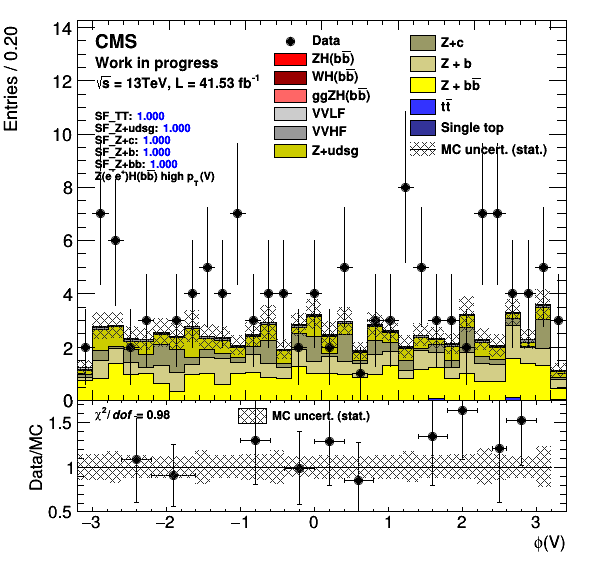 CMS
Work in progress
√s = 13TeV, L = 41.53 fb⁻¹
SF_TT: 1.000
SF_Z+udsg: 1.000
SF_Z+c: 1.000
SF_Z+b: 1.000
SF_Z+bb: 1.000
Z(e⁻e⁺)H(bb̅) high p_T(V)
Data
ZH(bb̅)
WH(bb̅)
ggZH(bb̅)
VVLF
VVHF
Z+udsg
Z+c
Z + b
Z + bb̅
tt̅
Single top
MC uncert. (stat.)
Entries / 0.20
14
12
10
8
6
4
2
0
χ²/dof = 0.98
MC uncert. (stat.)
Data/MC
1.5
1
0.5
−3 −2 −1 0 1 2 3
ϕ(V)